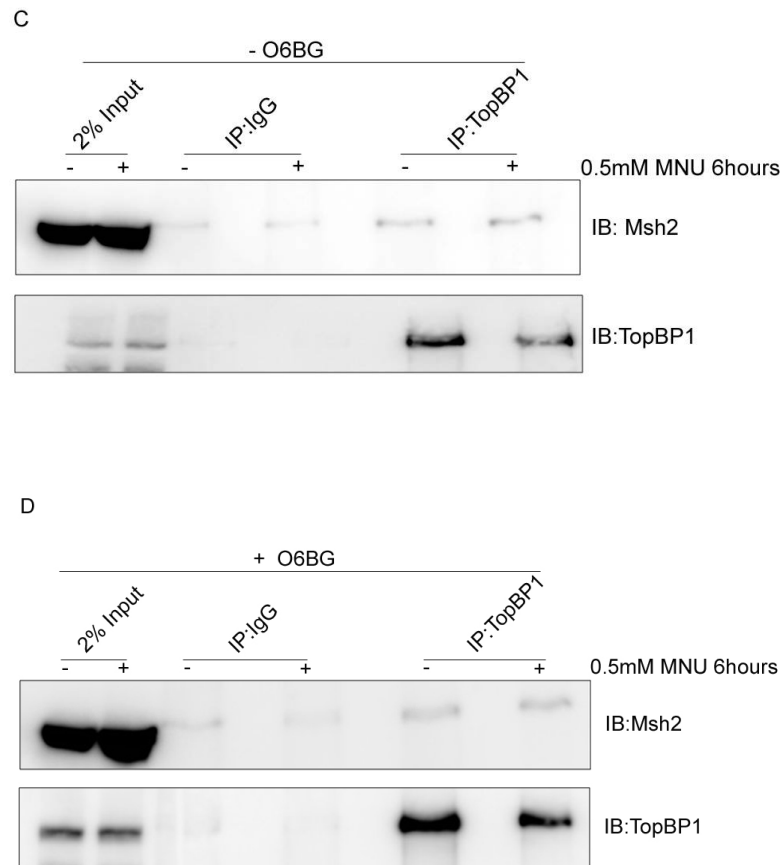 C
- O6BG
2% Input IP:IgG IP:TopBP1
- + - + - + 0.5mM MNU 6hours
IB: Msh2
IB:TopBP1
D
+ O6BG
2% Input IP:IgG IP:TopBP1
- + - + - + 0.5mM MNU 6hours
IB:Msh2
IB:TopBP1